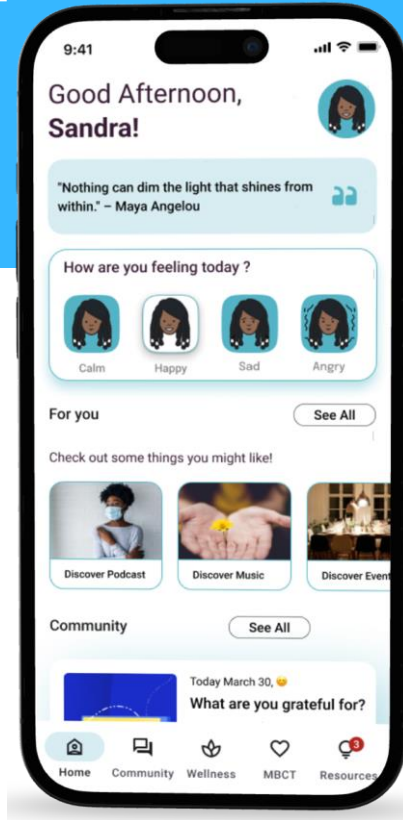 9:41
Good Afternoon,
Sandra!
"Nothing can dim the light that shines from
within." – Maya Angelou
How are you feeling today ?
Calm Happy Sad Angry
For you See All
Check out some things you might like!
Discover Podcast Discover Music Discover Event
Community See All
Today March 30, 😊
What are you grateful for?
3
Home Community Wellness MBCT Resources